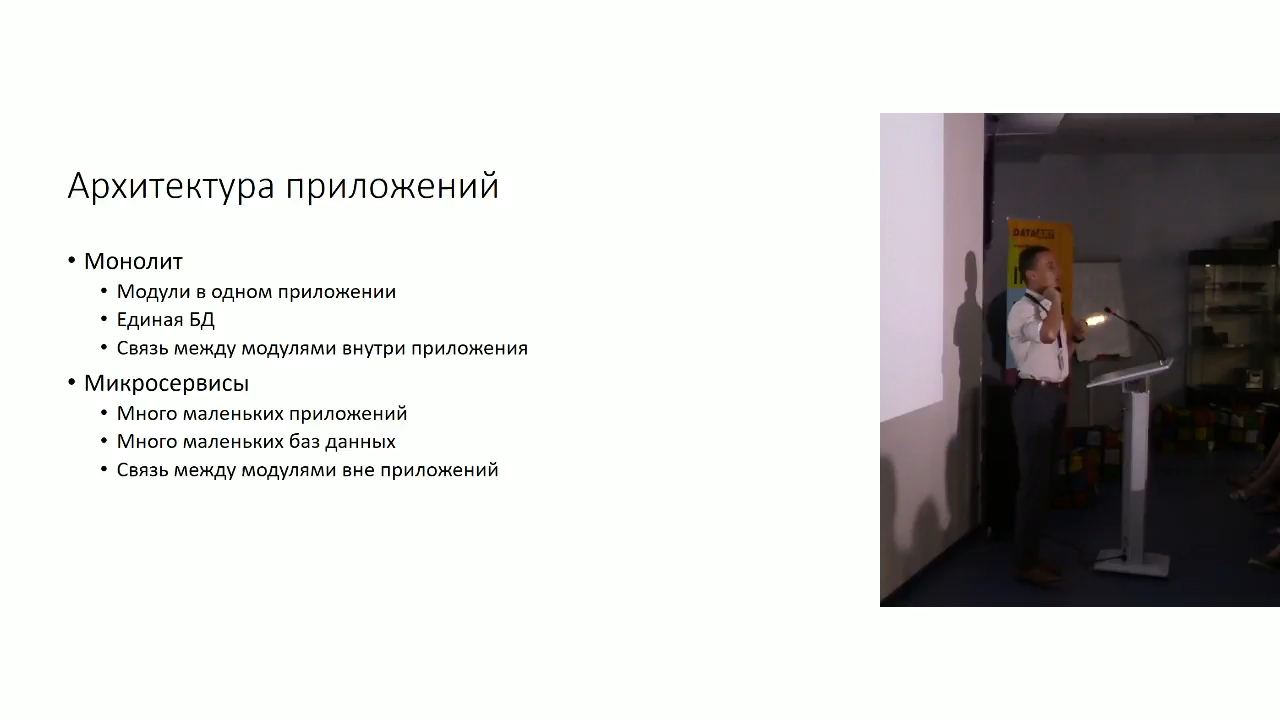 Архитектура приложений
• Монолит
• Модули в одном приложении
• Единая БД
• Связь между модулями внутри приложения
• Микросервисы
• Много маленьких приложений
• Много маленьких баз данных
• Связь между модулями вне приложений